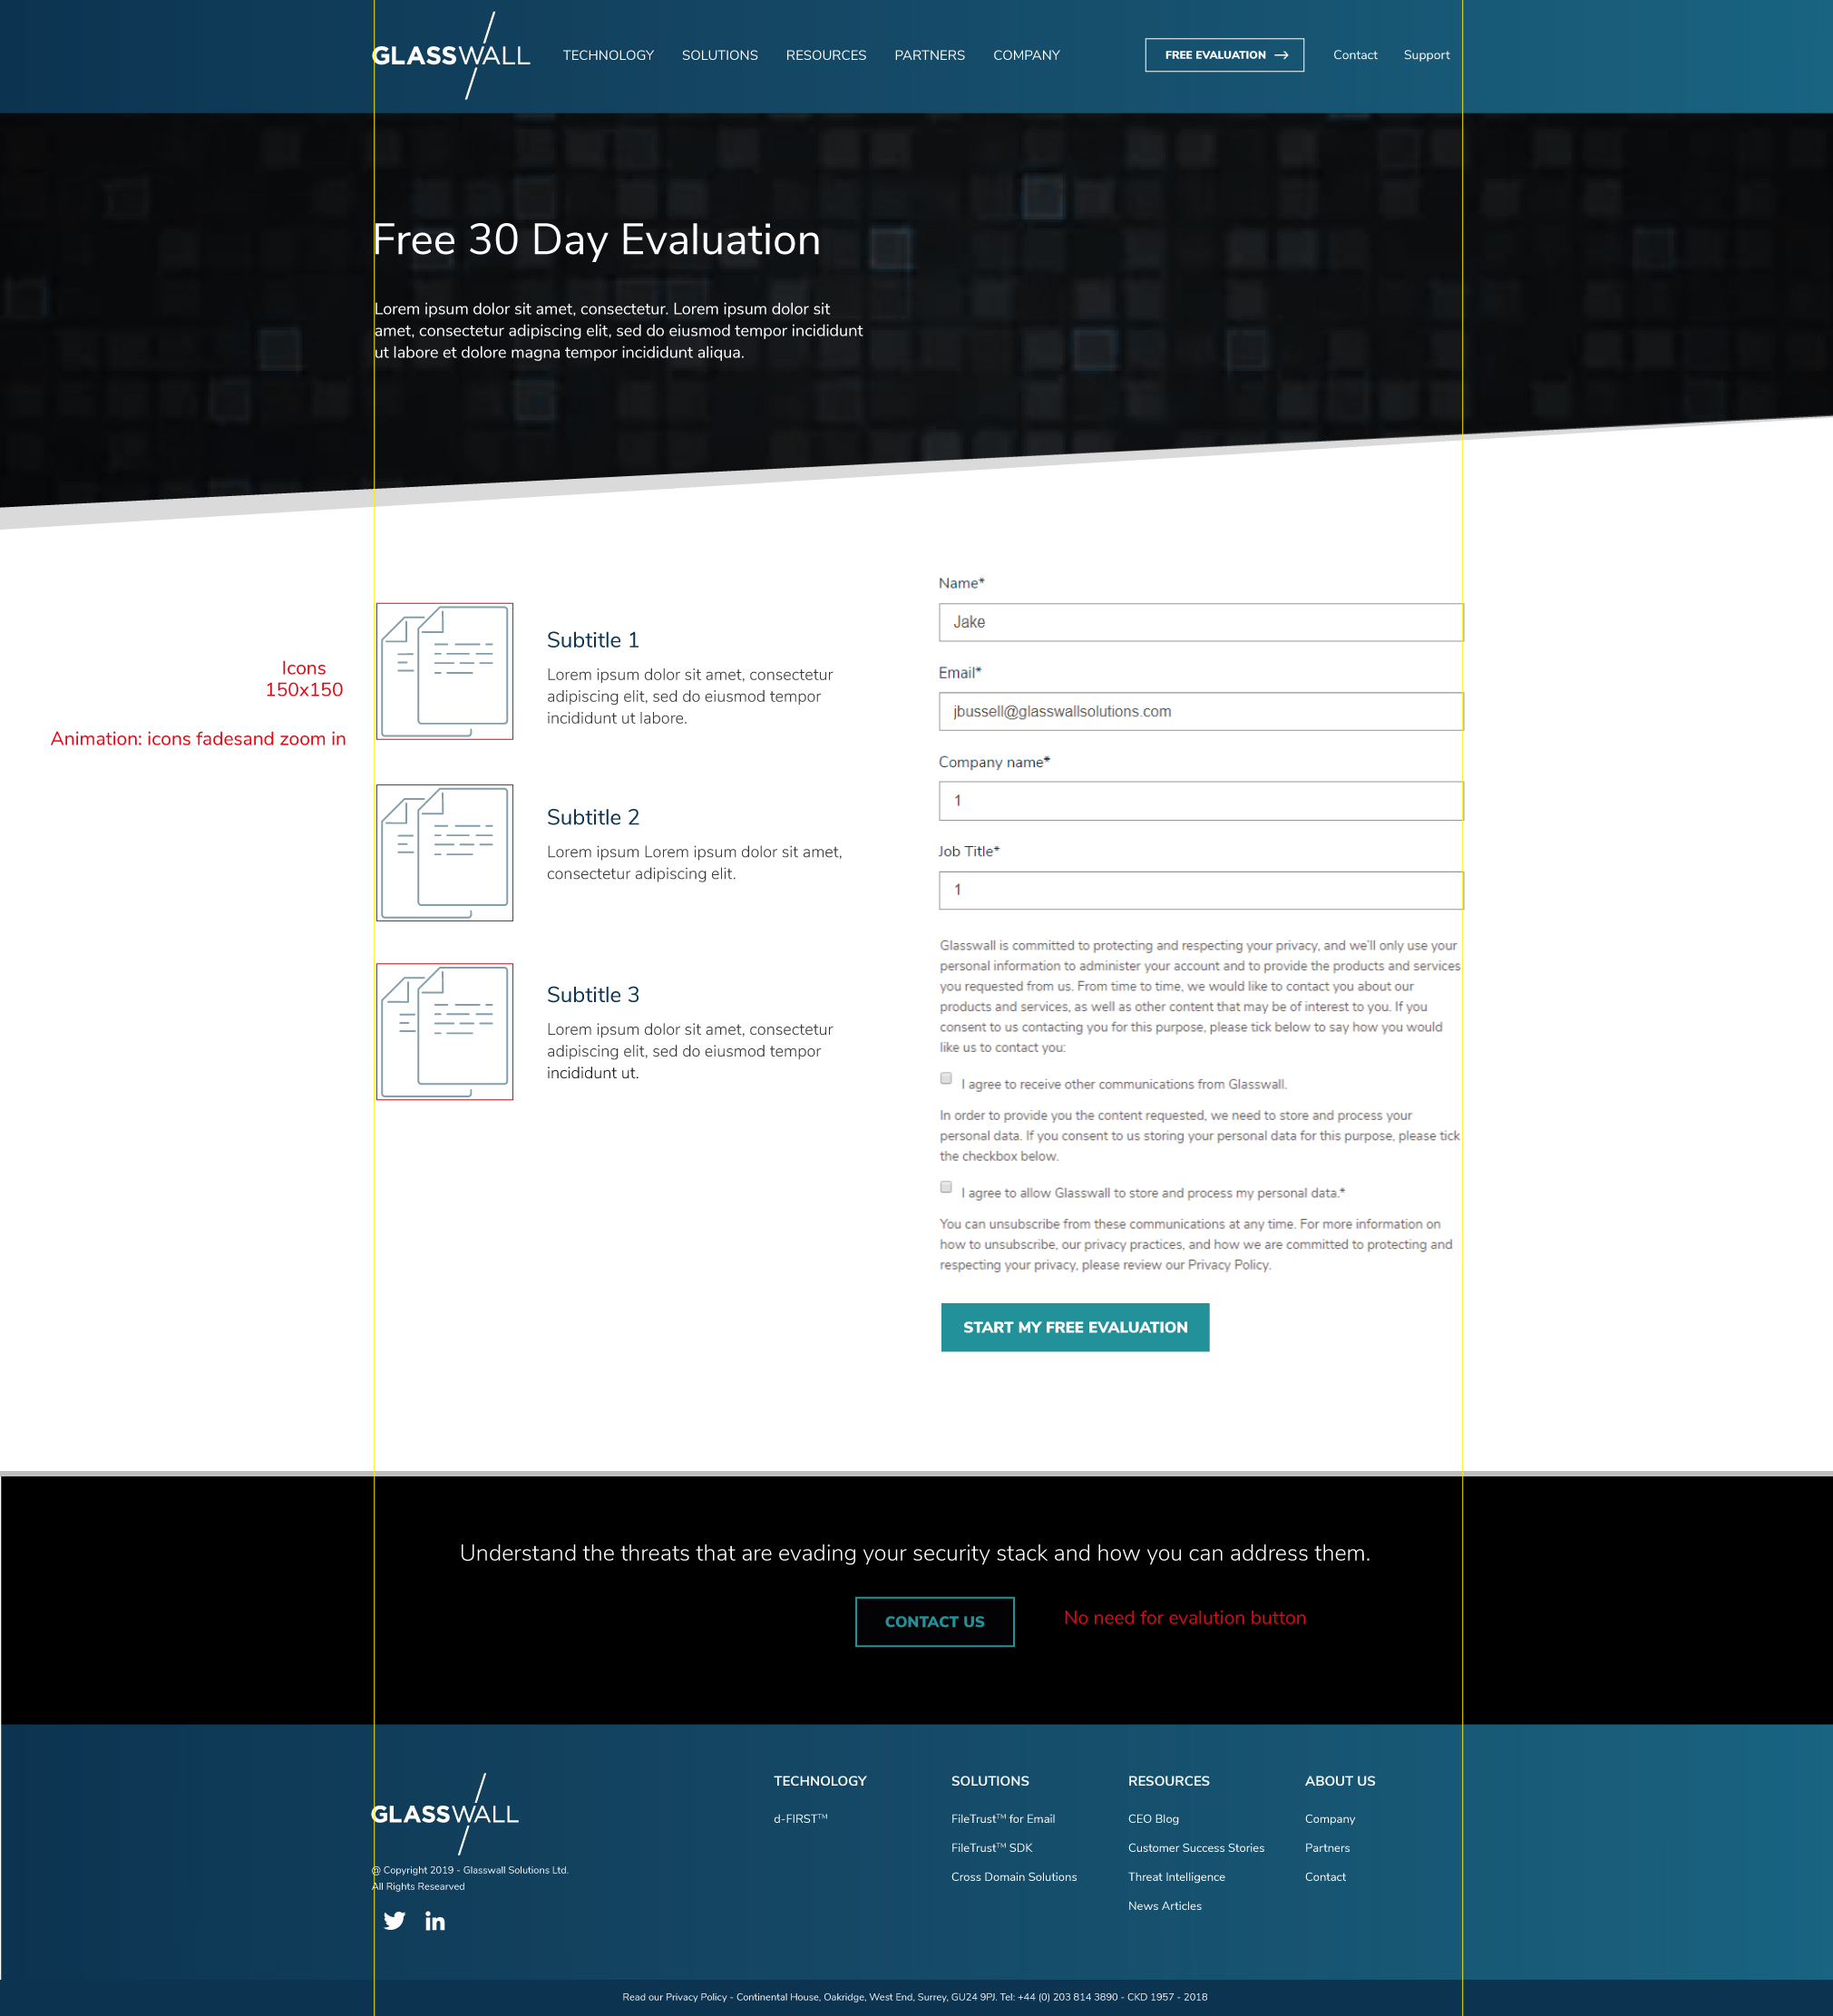 GLASSWALL
TECHNOLOGY SOLUTIONS RESOURCES PARTNERS COMPANY
FREE EVALUATION →
Contact Support
Free 30 Day Evaluation
Lorem ipsum dolor sit amet, consectetur. Lorem ipsum dolor sit
amet, consectetur adipiscing elit, sed do eiusmod tempor incididunt
ut labore et dolore magna tempor incididunt aliqua.
Icons
150x150
Animation: icons fadesand zoom in
Subtitle 1
Lorem ipsum dolor sit amet, consectetur
adipiscing elit, sed do eiusmod tempor
incididunt ut labore.
Subtitle 2
Lorem ipsum Lorem ipsum dolor sit amet,
consectetur adipiscing elit.
Subtitle 3
Lorem ipsum dolor sit amet, consectetur
adipiscing elit, sed do eiusmod tempor
incididunt ut.
Name*
Jake
Email*
jbussell@glasswallsolutions.com
Company name*
1
Job Title*
1
Glasswall is committed to protecting and respecting your privacy, and we'll only use your
personal information to administer your account and to provide the products and services
you requested from us. From time to time, we would like to contact you about our
products and services, as well as other content that may be of interest to you. If you
consent to us contacting you for this purpose, please tick below to say how you would
like us to contact you:
I agree to receive other communications from Glasswall.
In order to provide you the content requested, we need to store and process your
personal data. If you consent to us storing your personal data for this purpose, please tick
the checkbox below.
I agree to allow Glasswall to store and process my personal data.*
You can unsubscribe from these communications at any time. For more information on
how to unsubscribe, our privacy practices, and how we are committed to protecting and
respecting your privacy, please review our Privacy Policy.
START MY FREE EVALUATION
Understand the threats that are evading your security stack and how you can address them.
CONTACT US
No need for evalution button
GLASSWALL
@ Copyright 2019 - Glasswall Solutions Ltd.
All Rights Researved
in
TECHNOLOGY
d-FIRST™
SOLUTIONS
FileTrust™ for Email
FileTrust™ SDK
Cross Domain Solutions
RESOURCES
CEO Blog
Customer Success Stories
Threat Intelligence
News Articles
ABOUT US
Company
Partners
Contact
Read our Privacy Policy - Continental House, Oakridge, West End, Surrey, GU24 9PJ. Tel: +44 (0) 203 814 3890 - CKD 1957 - 2018